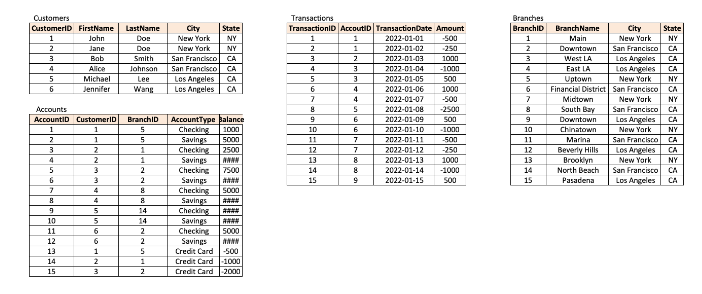 Customers
CustomerID FirstName LastName City State
1 John Doe New York NY
2 Jane Doe New York NY
3 Bob Smith San Francisco CA
4 Alice Johnson San Francisco CA
5 Michael Lee Los Angeles CA
6 Jennifer Wang Los Angeles CA
Accounts
AccountID CustomerID BranchID AccountType Balance
1 1 5 Checking 1000
2 1 5 Savings 5000
3 2 1 Checking 2500
4 2 1 Savings ####
5 3 2 Checking 7500
6 3 2 Savings ####
7 4 8 Checking 5000
8 4 8 Savings ####
9 5 14 Checking ####
10 5 14 Savings ####
11 6 2 Checking 5000
12 6 2 Savings ####
13 1 5 Credit Card -500
14 2 1 Credit Card -1000
15 3 2 Credit Card -2000
Transactions
TransactionID AccoutID TransactionDate Amount
1 1 2022-01-01 -500
2 1 2022-01-02 -250
3 2 2022-01-03 1000
4 3 2022-01-04 -1000
5 3 2022-01-05 500
6 4 2022-01-06 1000
7 4 2022-01-07 -500
8 5 2022-01-08 -2500
9 6 2022-01-09 500
10 6 2022-01-10 -1000
11 7 2022-01-11 -500
12 7 2022-01-12 -250
13 8 2022-01-13 1000
14 8 2022-01-14 -1000
15 9 2022-01-15 500
Branches
BranchID BranchName City State
1 Main New York NY
2 Downtown San Francisco CA
3 West LA Los Angeles CA
4 East LA Los Angeles CA
5 Uptown New York NY
6 Financial District San Francisco CA
7 Midtown New York NY
8 South Bay San Francisco CA
9 Downtown Los Angeles CA
10 Chinatown New York NY
11 Marina San Francisco CA
12 Beverly Hills Los Angeles CA
13 Brooklyn New York NY
14 North Beach San Francisco CA
15 Pasadena Los Angeles CA